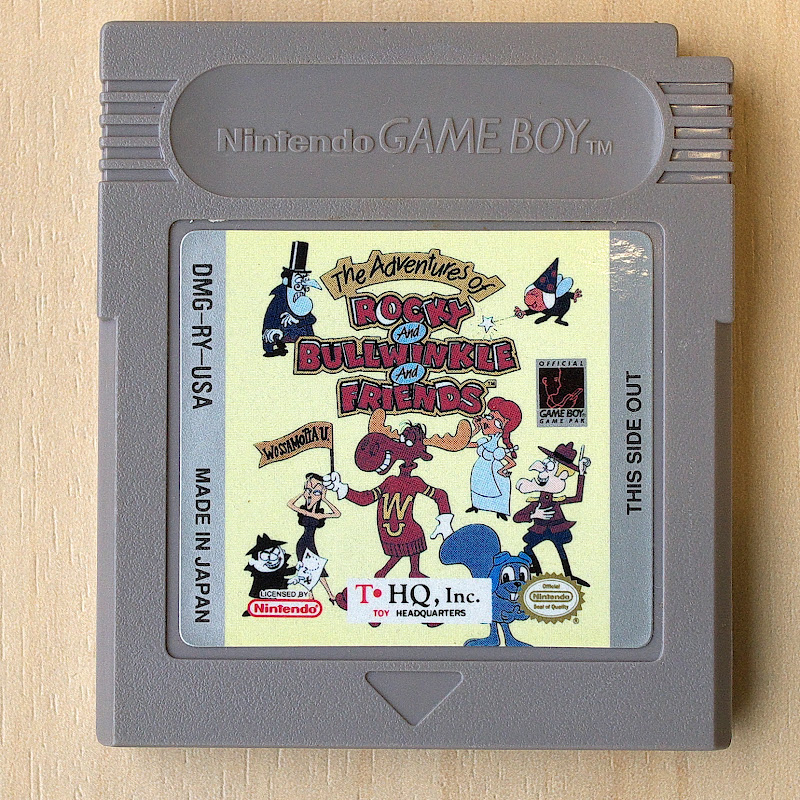 Nintendo GAME BOY TM
DMG-RY-USA
MADE IN JAPAN
The Adventures of
ROCKY
And
BULLWINKLE
And
FRIENDS TM
OFFICIAL
GAME BOY
GAME PAK
THIS SIDE OUT
WOSSAMOTTA U.
W
U
LICENSED BY
Nintendo
T•HQ, Inc.
TOY HEADQUARTERS
Official
Nintendo
Seal of Quality
®